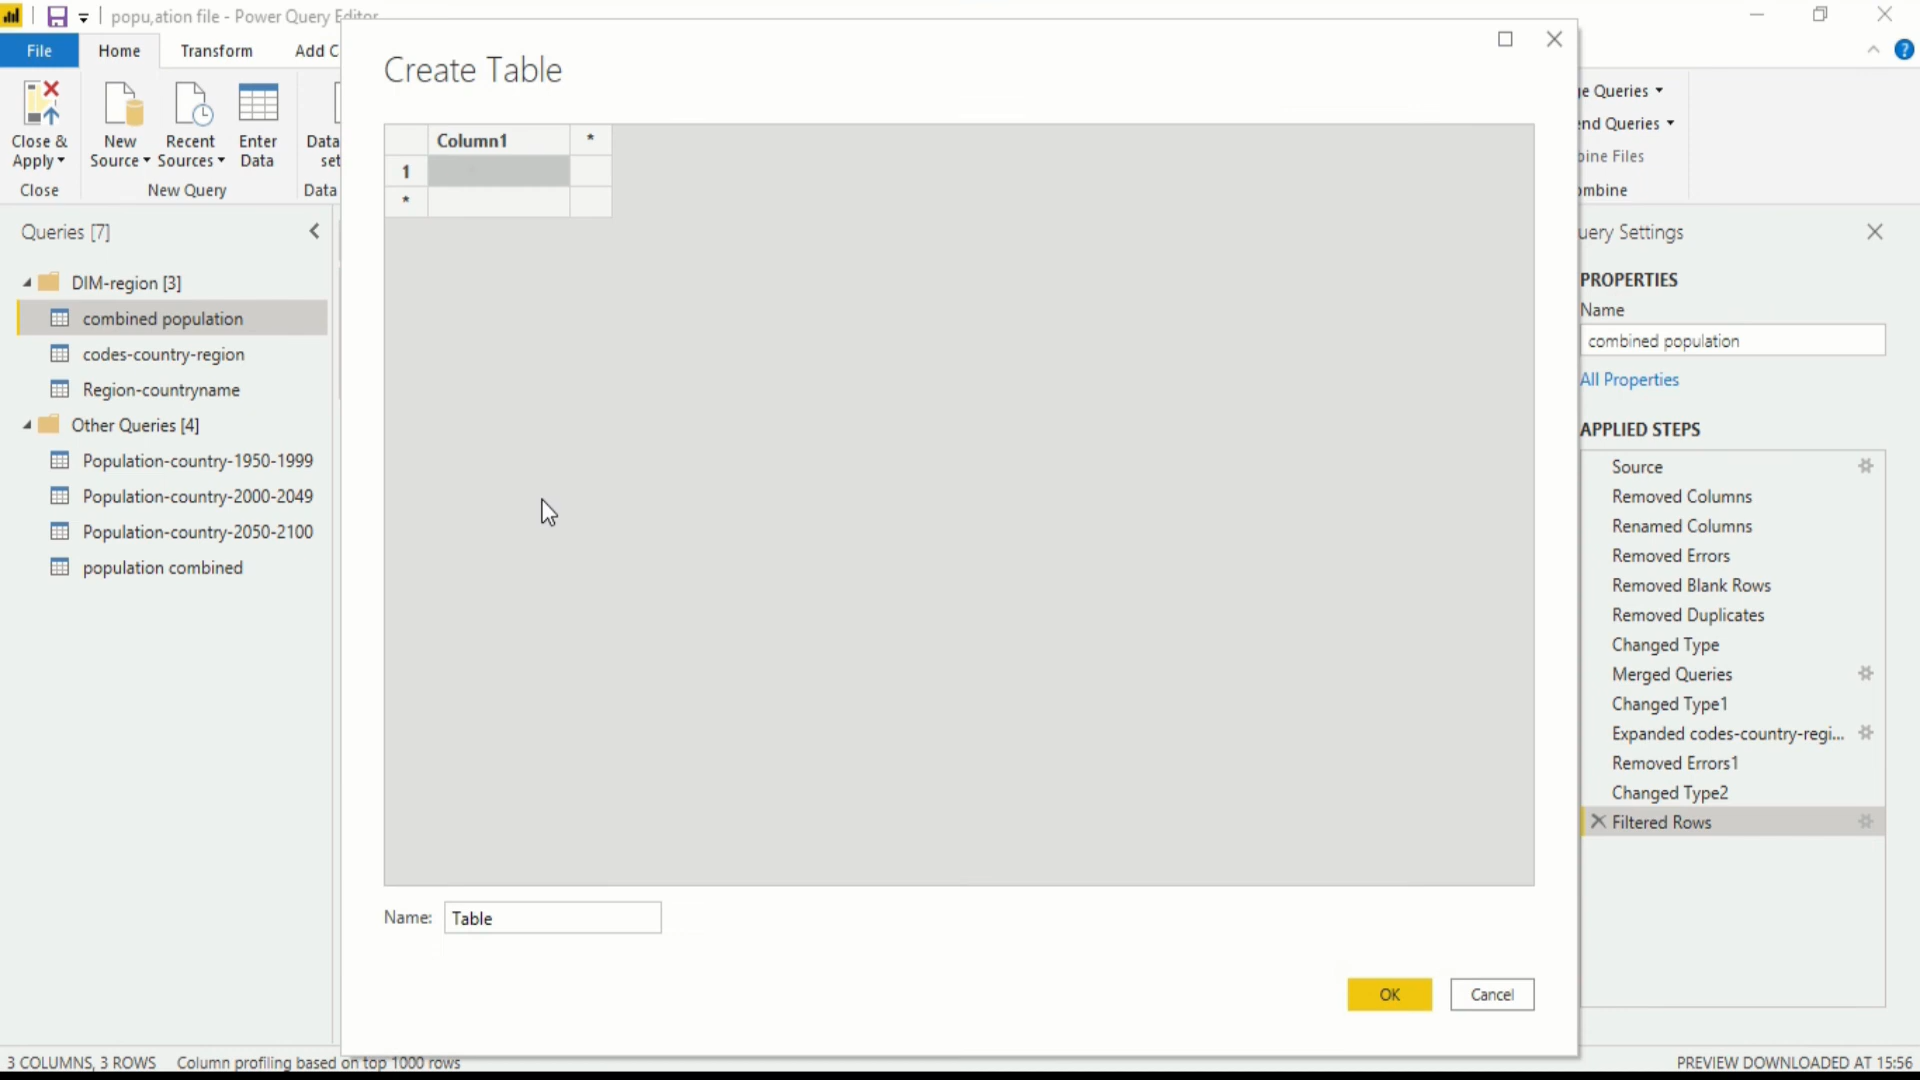 popu,ation file - Power Query Editor
File Home Transform Add C
Close & Apply
New Source
Recent Sources
Enter Data
Data set
ge Queries
end Queries
bine Files
Close New Query Data ombine
Create Table
Column1 *
1
*
Queries [7]
DIM-region [3]
combined population
codes-country-region
Region-countryname
Other Queries [4]
Population-country-1950-1999
Population-country-2000-2049
Population-country-2050-2100
population combined
Name: Table
OK Cancel
uery Settings
PROPERTIES
Name
combined population
All Properties
APPLIED STEPS
Source
Removed Columns
Renamed Columns
Removed Errors
Removed Blank Rows
Removed Duplicates
Changed Type
Merged Queries
Changed Type1
Expanded codes-country-regi...
Removed Errors1
Changed Type2
Filtered Rows
3 COLUMNS, 3 ROWS Column profiling based on top 1000 rows
PREVIEW DOWNLOADED AT 15:56